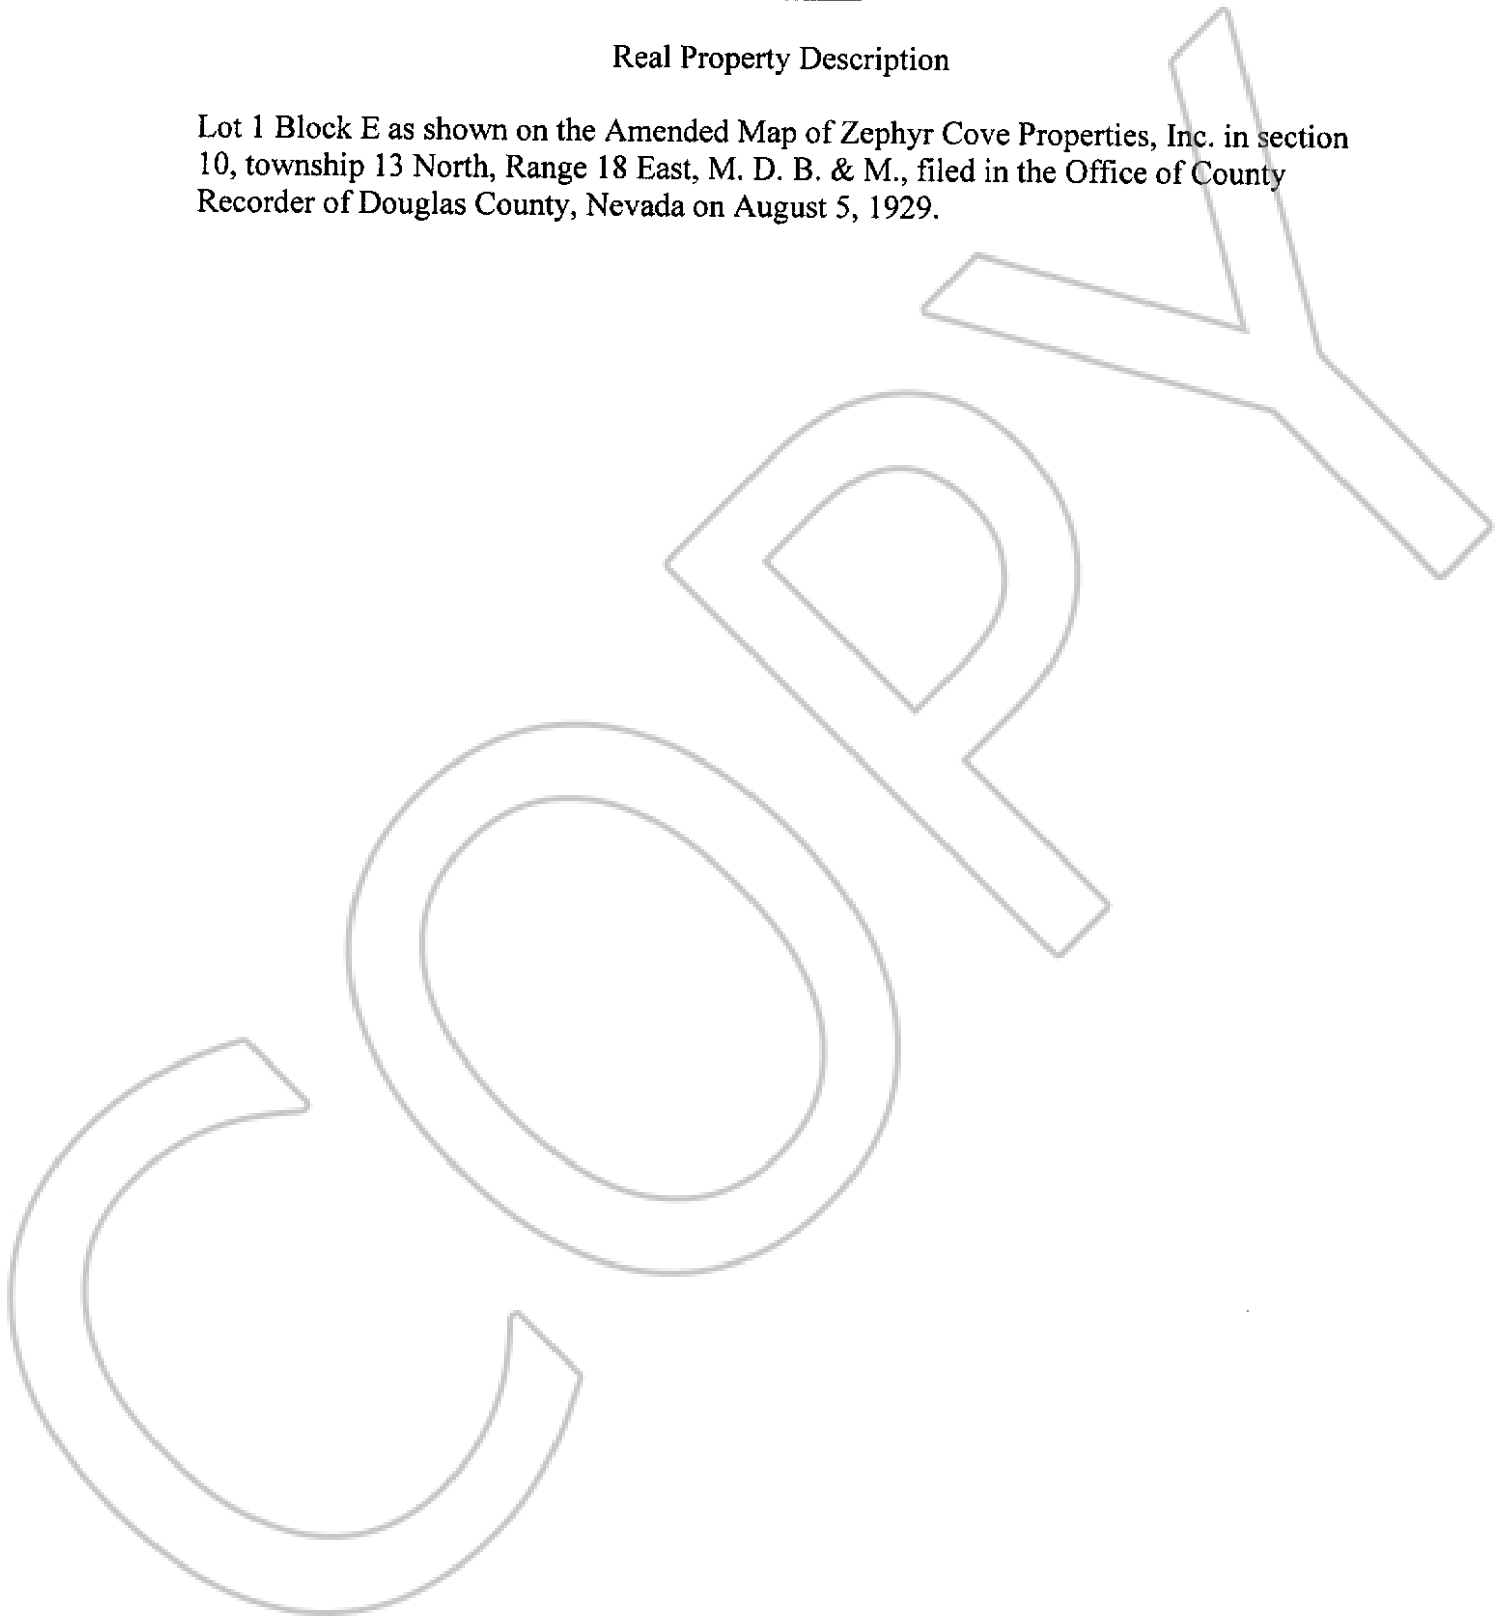 Real Property Description
Lot 1 Block E as shown on the Amended Map of Zephyr Cove Properties, Inc. in section
10, township 13 North, Range 18 East, M. D. B. & M., filed in the Office of County
Recorder of Douglas County, Nevada on August 5, 1929.
COPY